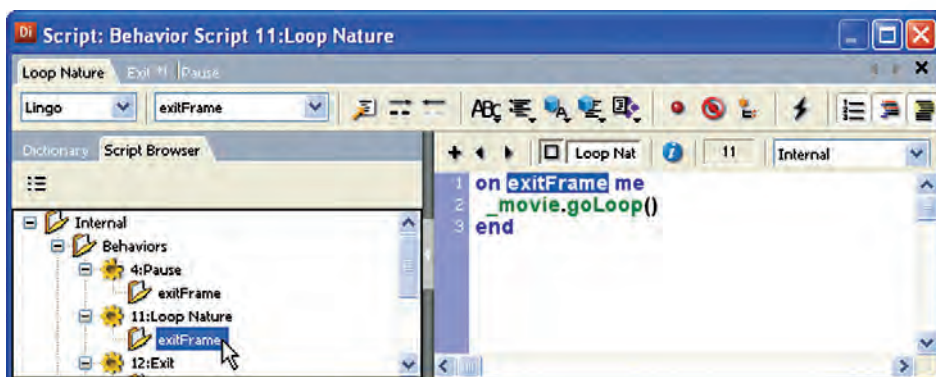 Di Script: Behavior Script 11:Loop Nature
Loop Nature Exit Pause
Lingo exitFrame ABC
Dictionary Script Browser
Loop Nat 11 Internal
Internal
Behaviors
4:Pause
exitFrame
11:Loop Nature
exitFrame
12:Exit
1 on exitFrame me
2 _movie.goLoop()
3 end